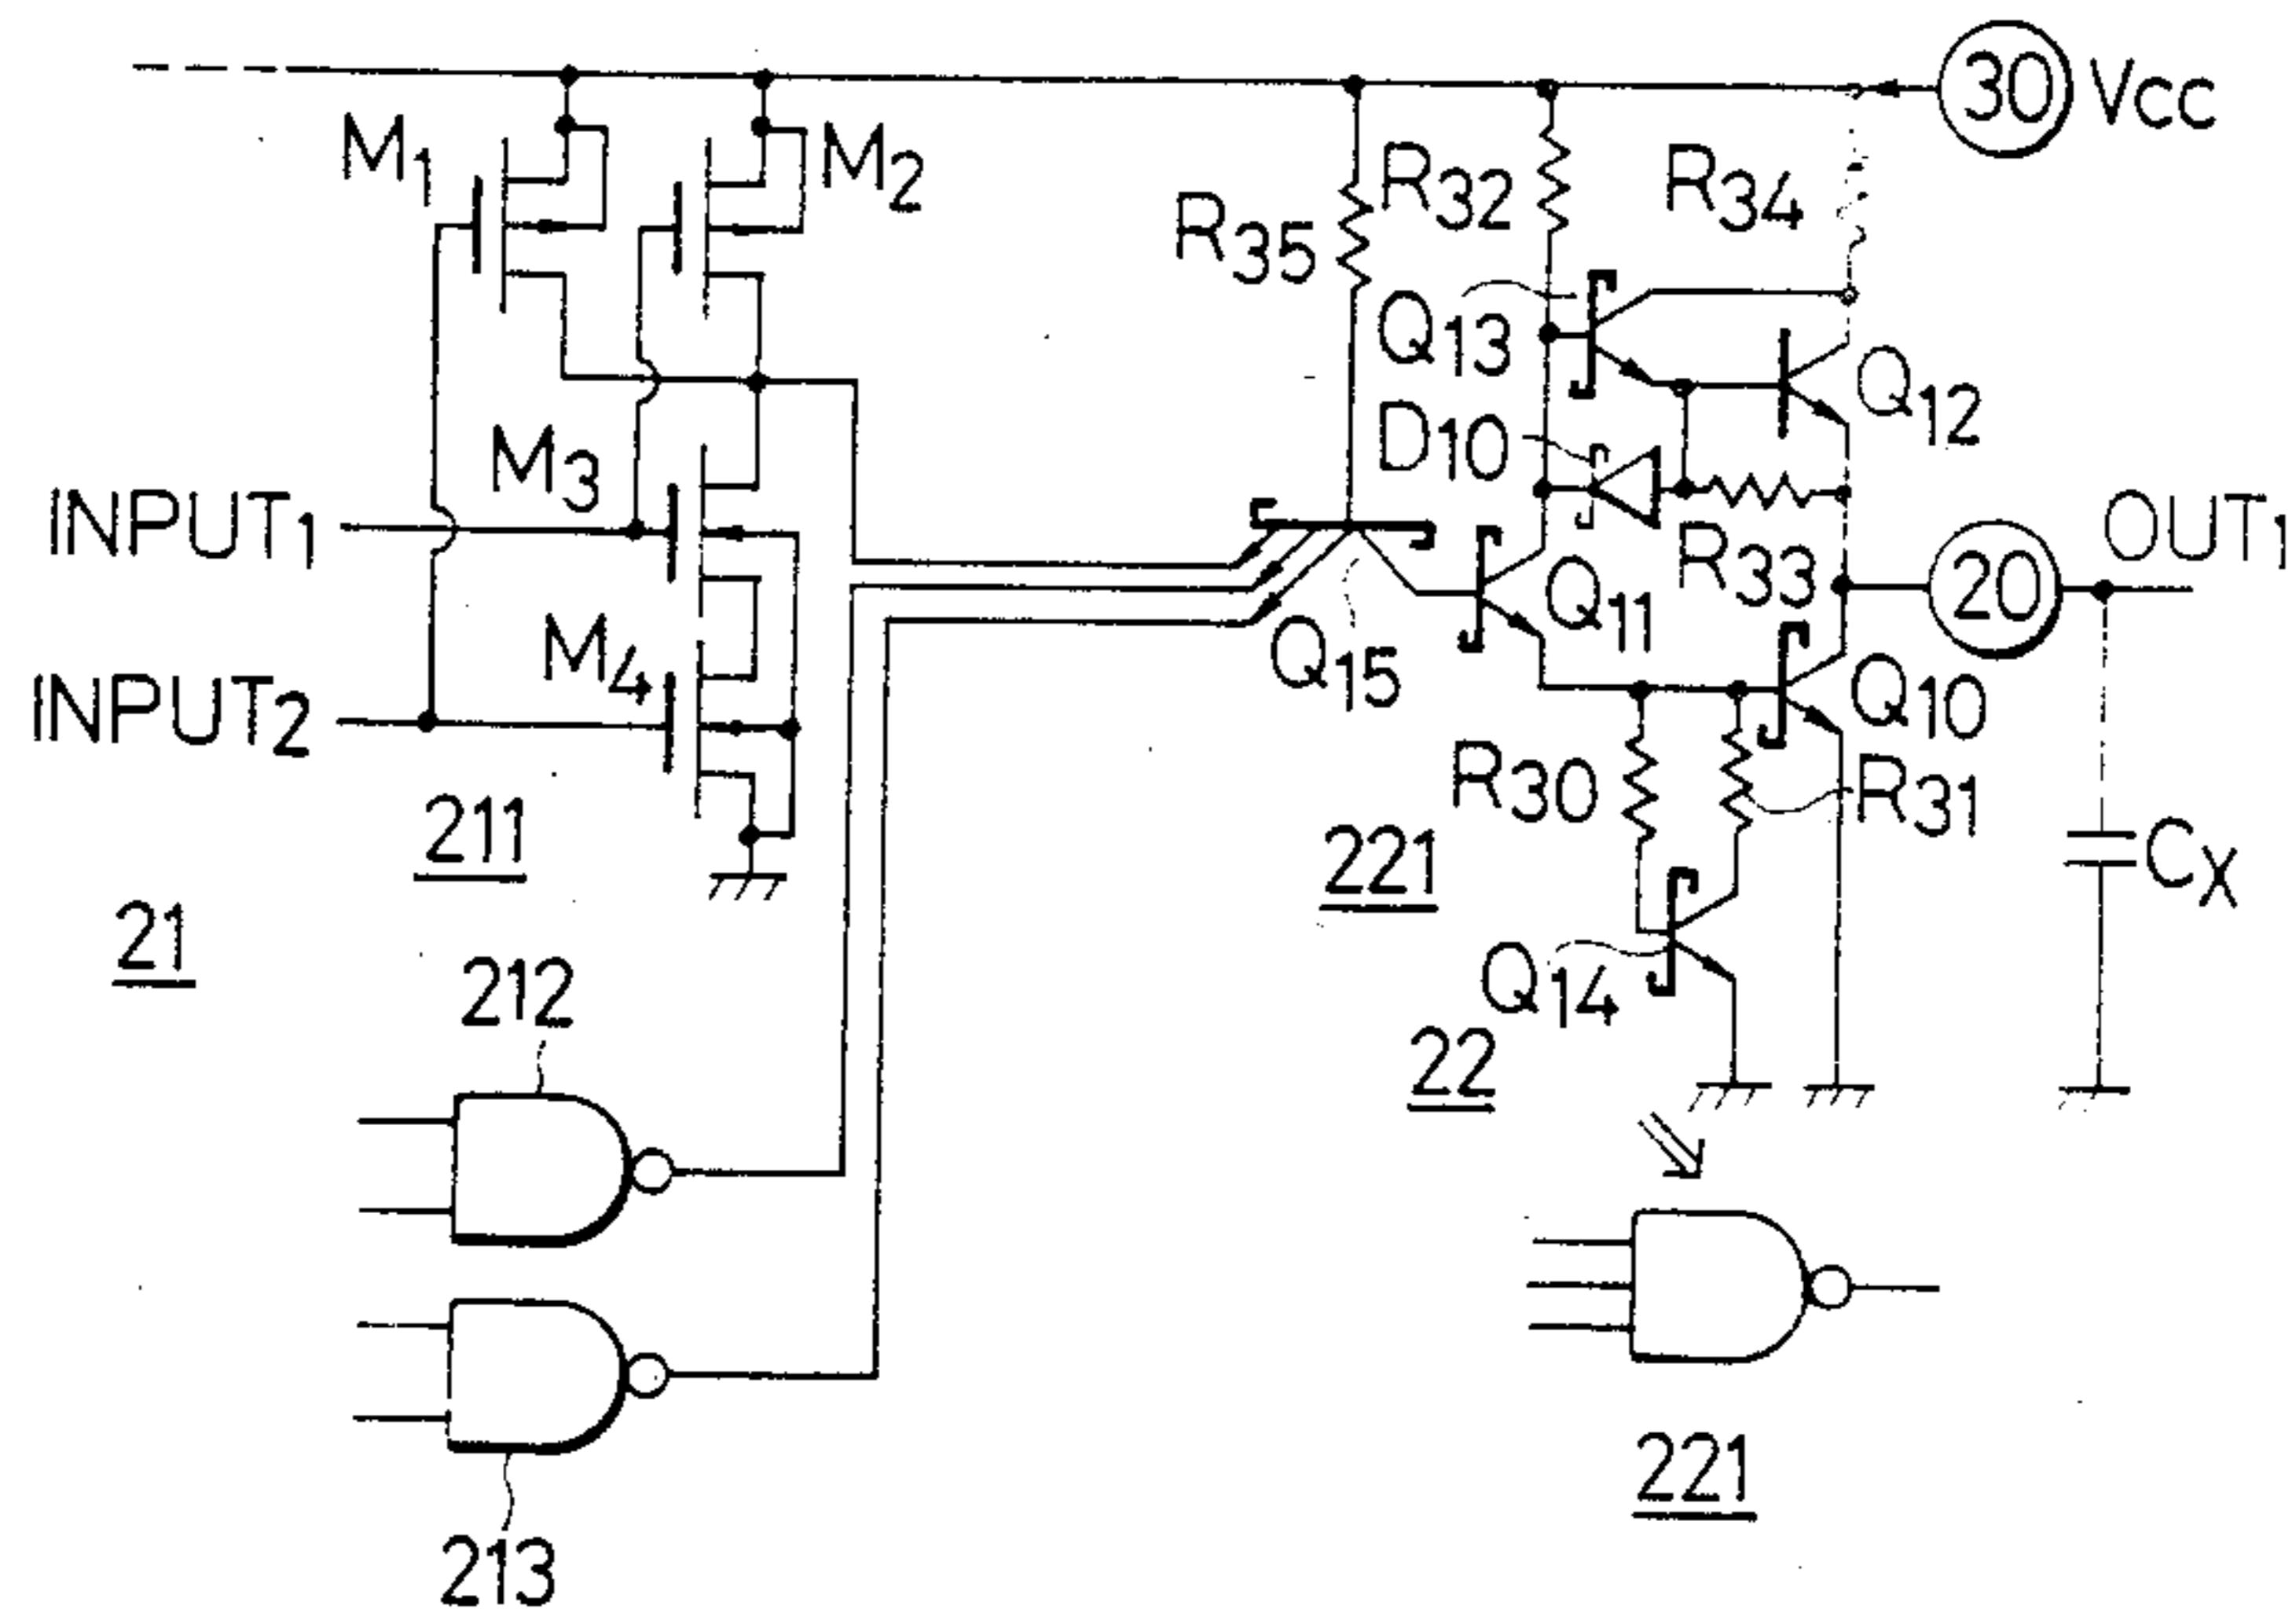 30 VCC
M1
M2
R35
R32
R34
Q13
Q12
D10
M3
INPUT1
R33
20
OUT1
Q11
M4
Q15
Q10
INPUT2
R30
R31
211
221
CX
21
212
Q14
22
221
213